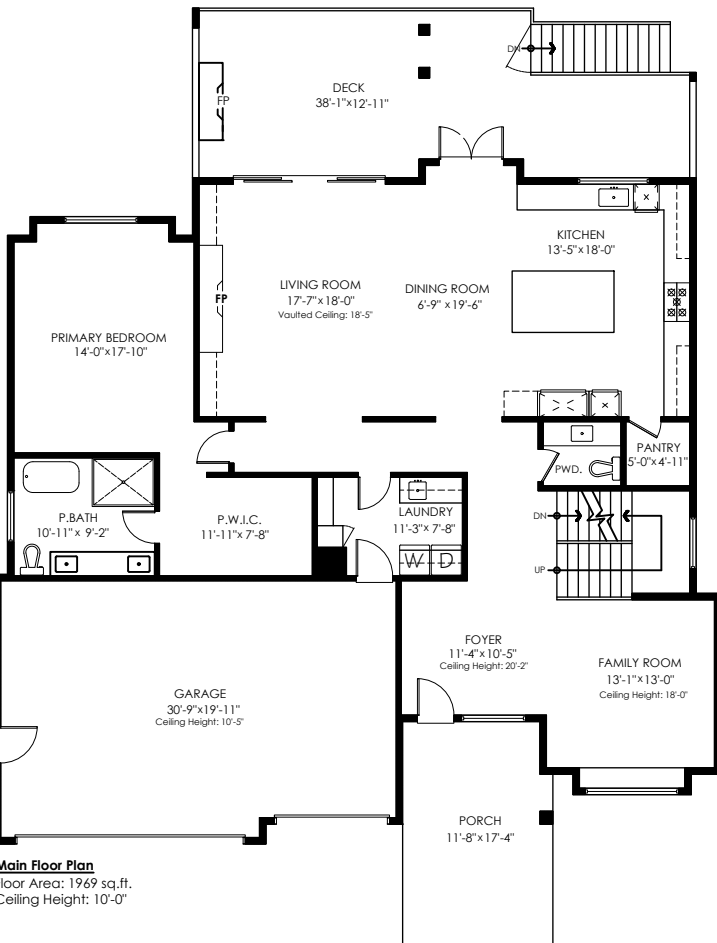 DN
DECK
38'-1"x12'-11"
FP
KITCHEN
13'-5"x18'-0"
LIVING ROOM
17'-7"x18'-0"
Vaulted Ceiling: 18'-5"
DINING ROOM
6'-9" x 19'-6"
FP
PRIMARY BEDROOM
14'-0"x17'-10"
PANTRY
5'-0"x4'-11"
PWD.
P.BATH
10'-11"x 9'-2"
P.W.I.C.
11'-11"x 7'-8"
LAUNDRY
11'-3"x 7'-8"
W D
DN
UP
FOYER
11'-4"x10'-5"
Ceiling Height: 20'-2"
FAMILY ROOM
13'-1"x13'-0"
Ceiling Height: 18'-0"
GARAGE
30'-9"x19'-11"
Ceiling Height: 10'-5"
PORCH
11'-8"x17'-4"
Main Floor Plan
loor Area: 1969 sq.ft.
Ceiling Height: 10'-0"